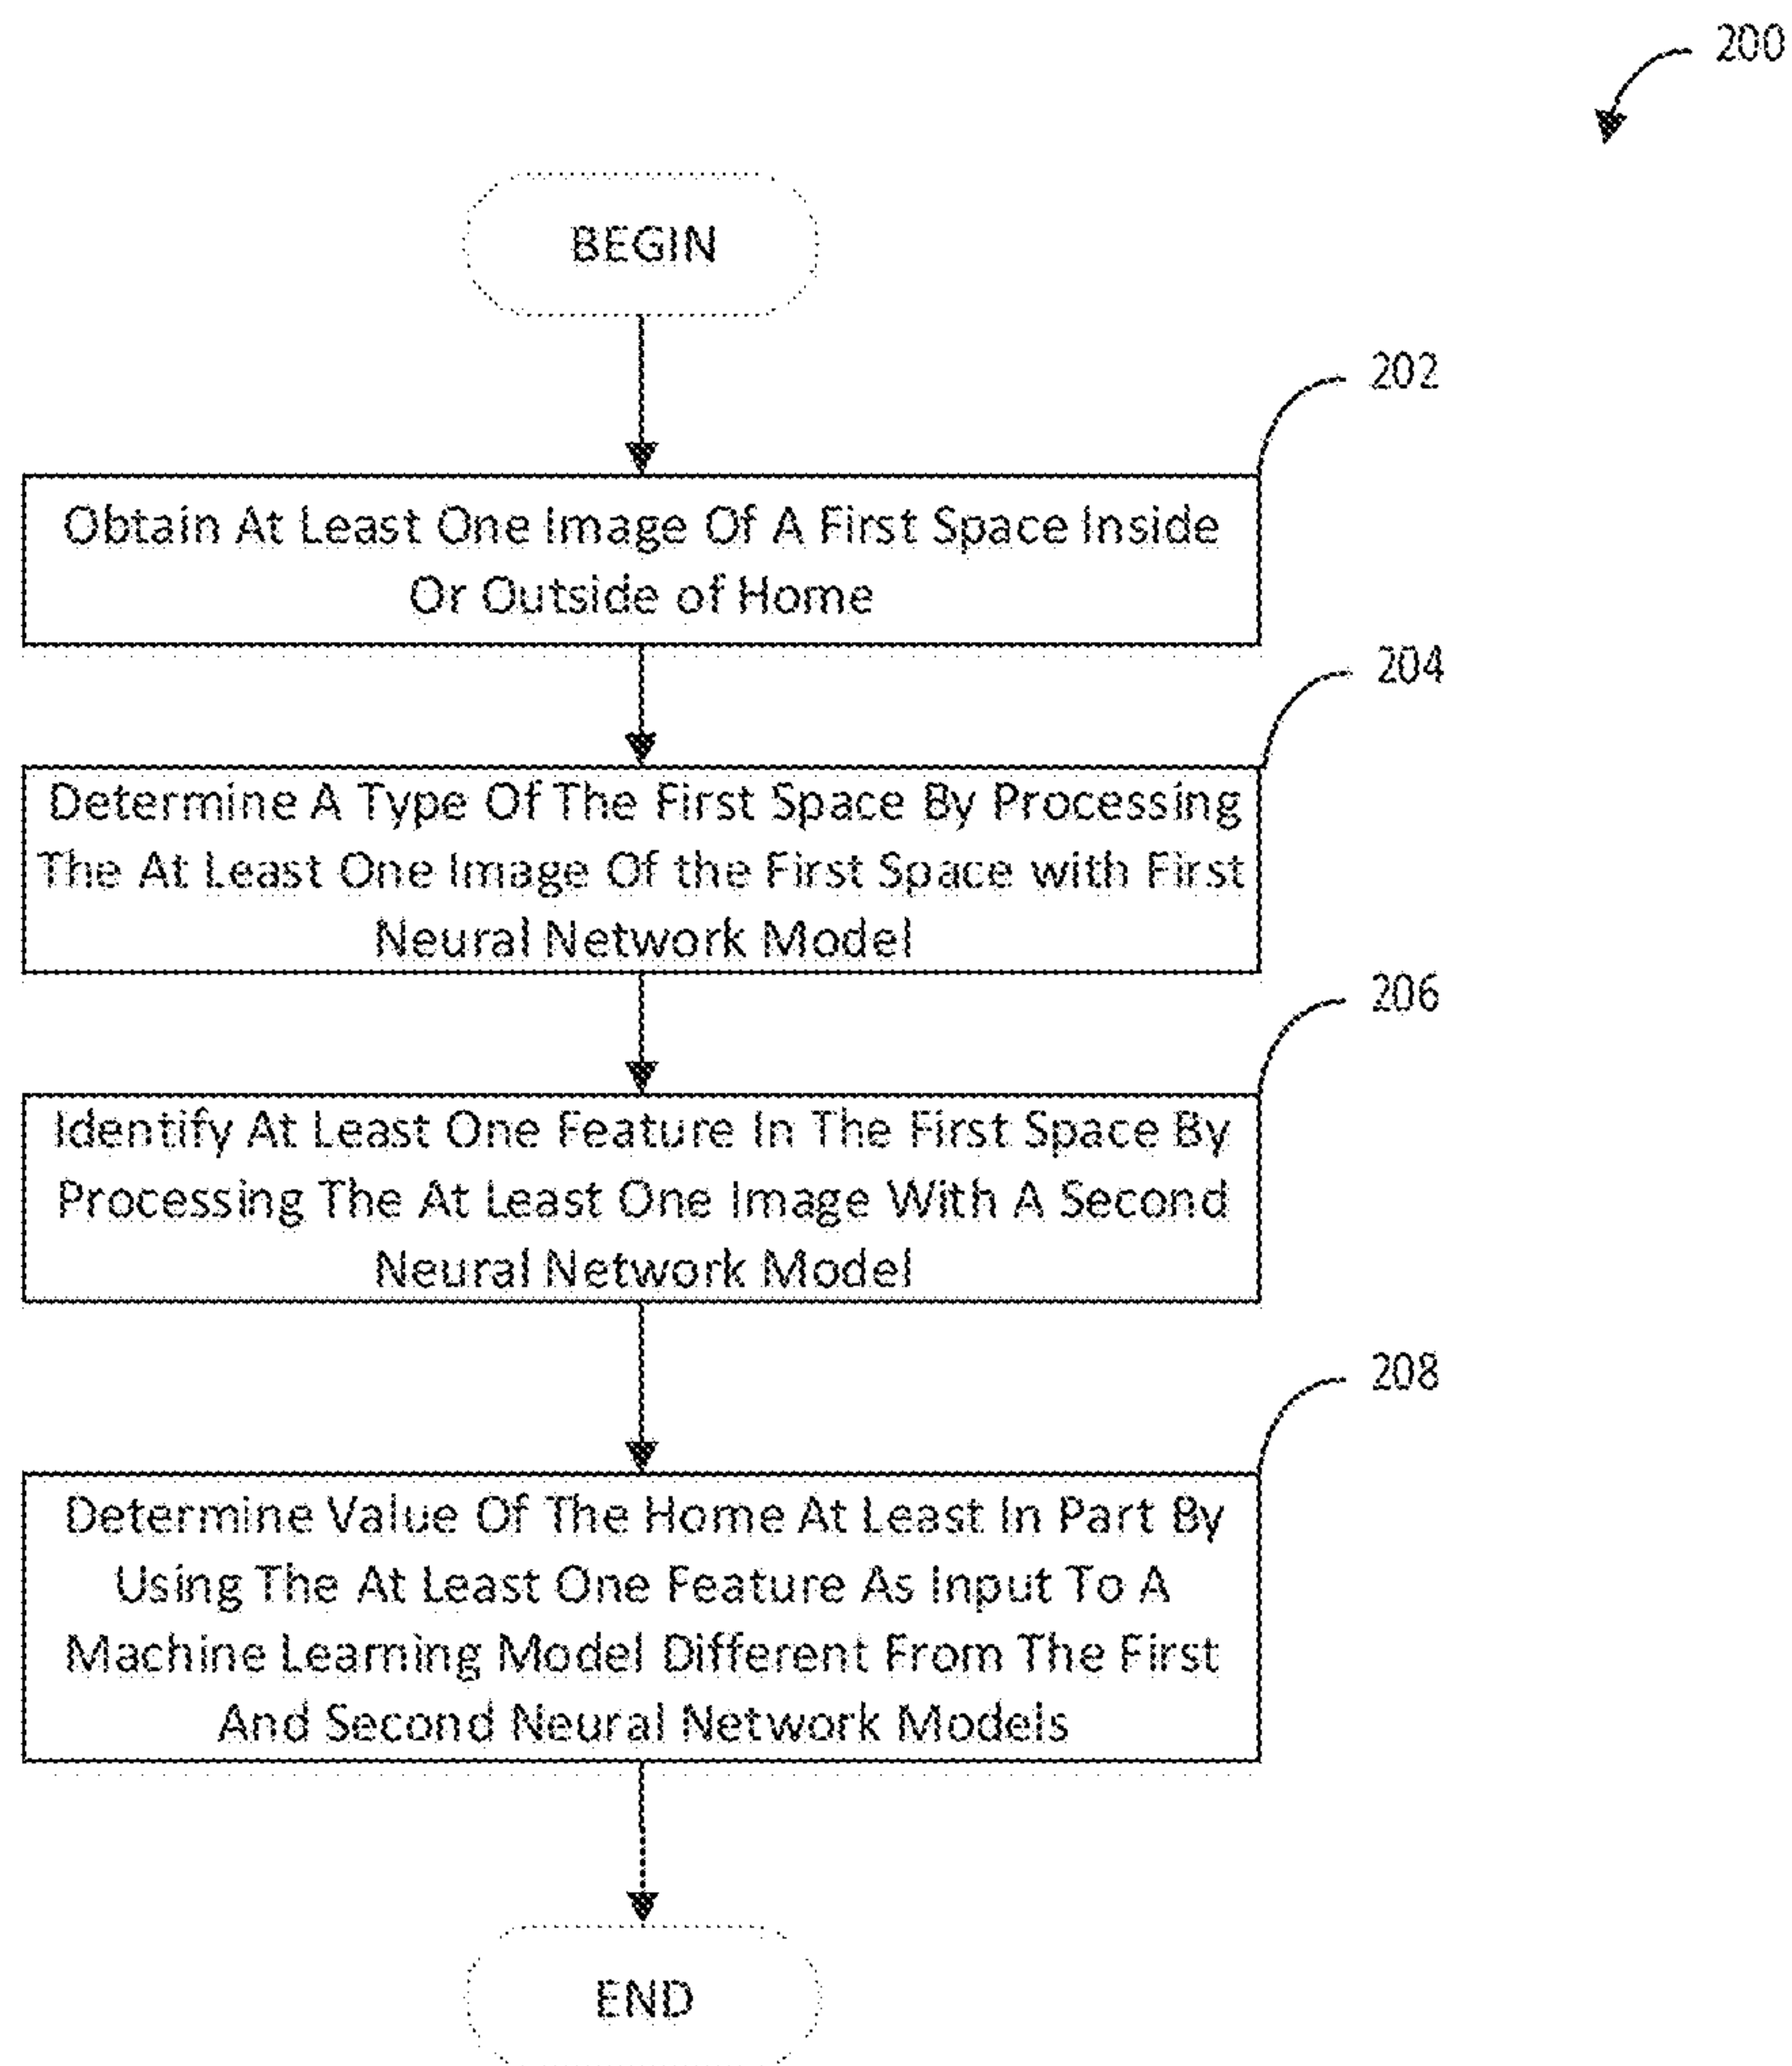 200
BEGIN
202
Obtain At Least One Image Of A First Space Inside
Or Outside of Home
204
Determine A Type Of The First Space By Processing
The At Least One Image Of the First Space with First
Neural Network Model
206
Identify At Least One Feature In The First Space By
Processing The At Least One Image With A Second
Neural Network Model
208
Determine Value Of The Home At Least In Part By
Using The At Least One Feature As Input To A
Machine Learning Model Different From The First
And Second Neural Network Models
END